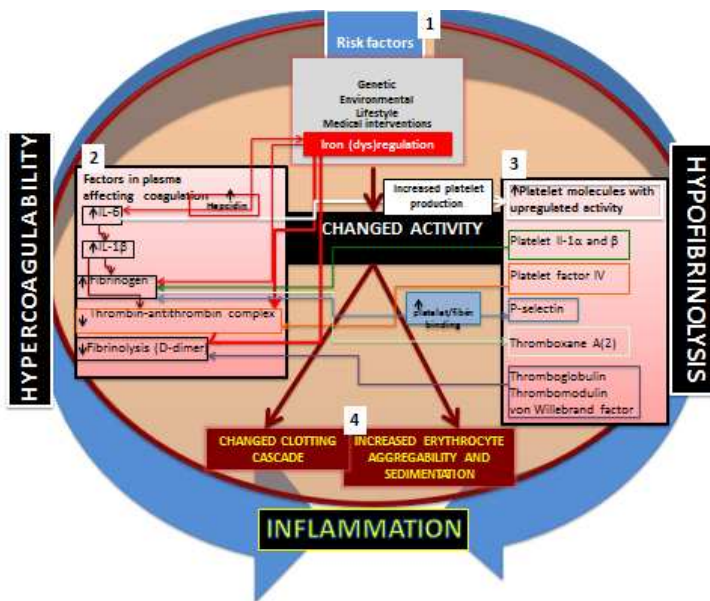 1
Risk factors
Genetic
Environmental
Lifestyle
Medical interventions
Iron (dys)regulation
HYPERCOAGULABILITY
2
Factors in plasma
affecting coagulation
↑
Hepcidin
↑IL-6
↑IL-1β
↑Fibrinogen
↓ Thrombin-antithrombin complex
↓Fibrinolysis (D-dimer)
Increased platelet
production
CHANGED ACTIVITY
↑
platelet/fibrin
binding
3
↑Platelet molecules with
upregulated activity
Platelet Il-1α and β
Platelet factor IV
P-selectin
Thromboxane A(2)
Thromboglobulin
Thrombomodulin
von Willebrand factor
HYPOFIBRINOLYSIS
4
CHANGED CLOTTING
CASCADE
INCREASED ERYTHROCYTE
AGGREGABILITY AND
SEDIMENTATION
INFLAMMATION